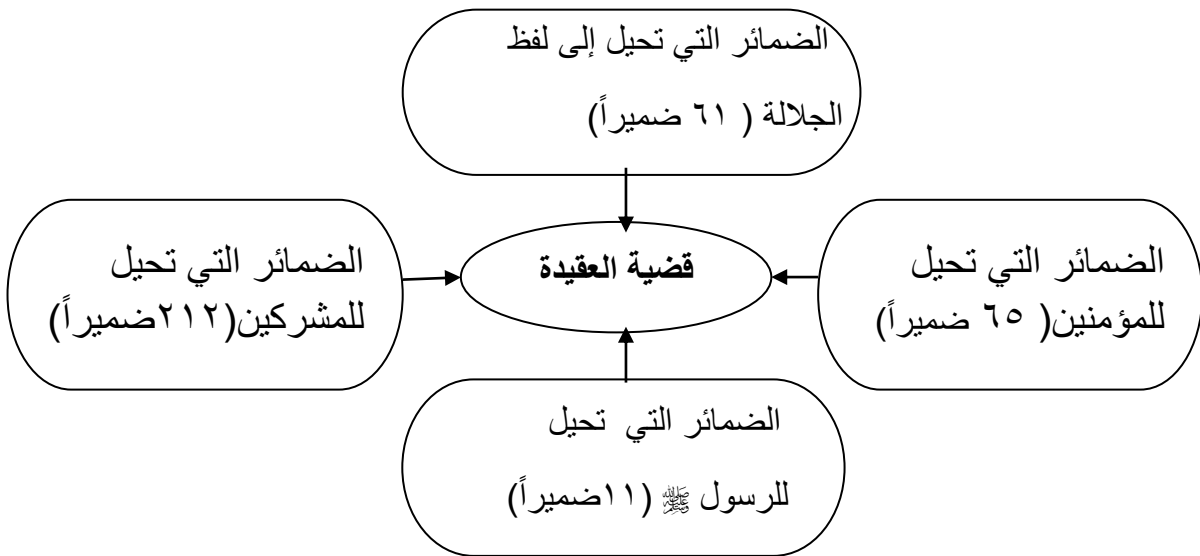 الضمائر التي تحيل إلى لفظ
الجلالة ( ٦١ ضميراً)
قضية العقيدة
الضمائر التي تحيل
للمؤمنين( ٦٥ ضميراً)
الضمائر التي تحيل
للمشركين(٢١٢ضميراً)
الضمائر التي تحيل
للرسول ﷺ (١١ضميراً)